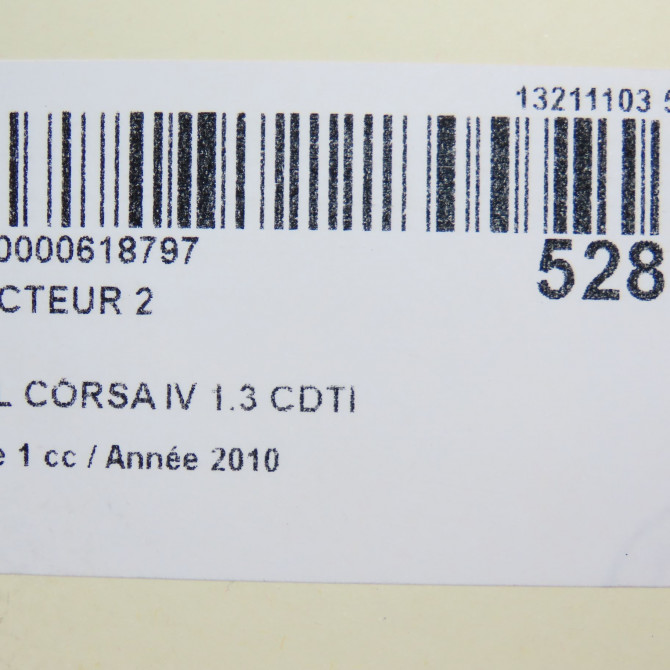 13211103 5
0000618797
528
CTEUR 2
L CORSA IV 1.3 CDTI
e 1 cc / Année 2010